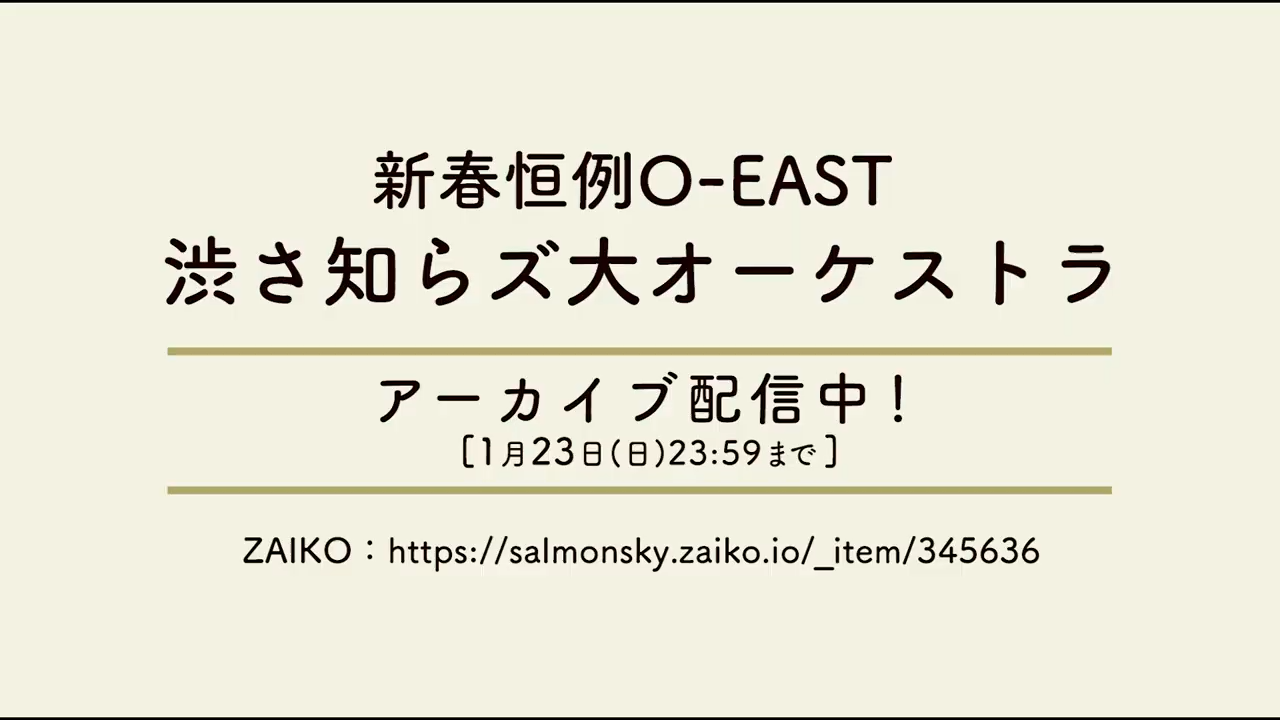 新春恒例O-EAST
渋さ知らズ大オーケストラ
アーカイブ配信中！
[1月23日(日)23:59まで]
ZAIKO：https://salmonsky.zaiko.io/_item/345636